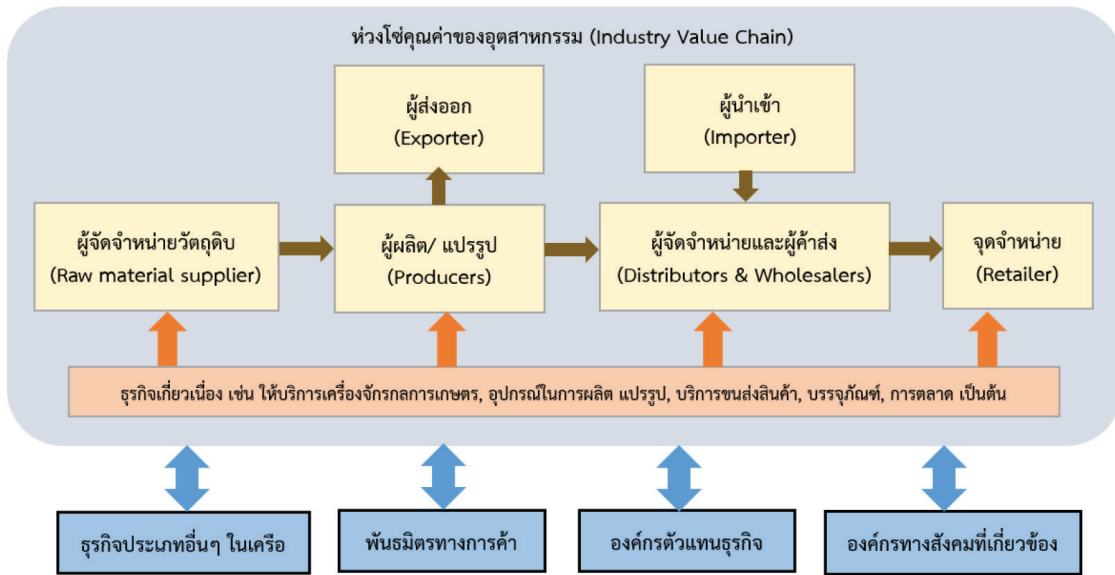 ห่วงโซ่คุณค่าของอุตสาหกรรม (Industry Value Chain)
ผู้ส่งออก
(Exporter)
ผู้นำเข้า
(Importer)
ผู้จัดจำหน่ายวัตถุดิบ
(Raw material supplier)
ผู้ผลิต/ แปรรูป
(Producers)
ผู้จัดจำหน่ายและผู้ค้าส่ง
(Distributors & Wholesalers)
จุดจำหน่าย
(Retailer)
ธุรกิจเกี่ยวเนื่อง เช่น ให้บริการเครื่องจักรกลการเกษตร, อุปกรณ์ในการผลิต แปรรูป, บริการขนส่งสินค้า, บรรจุภัณฑ์, การตลาด เป็นต้น
ธุรกิจประเภทอื่นๆ ในเครือ
พันธมิตรทางการค้า
องค์กรตัวแทนธุรกิจ
องค์กรทางสังคมที่เกี่ยวข้อง